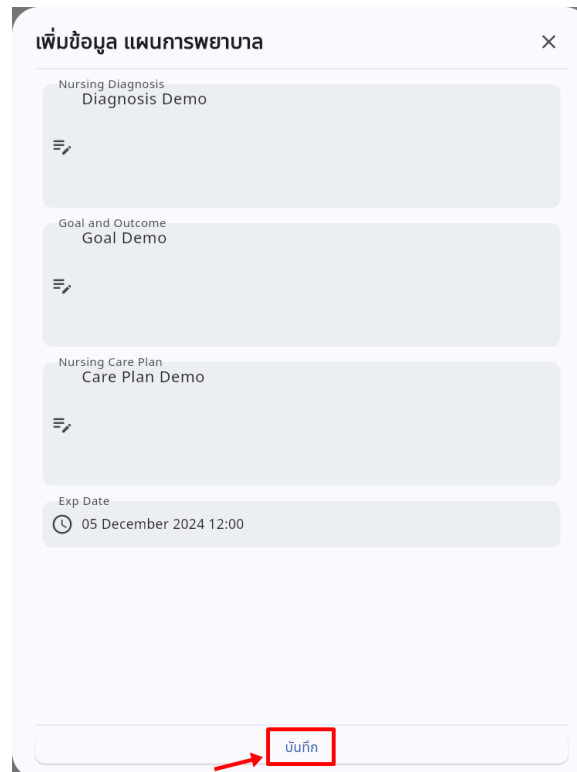 เพิ่มข้อมูล แผนการพยาบาล
Nursing Diagnosis
Diagnosis Demo
Goal and Outcome
Goal Demo
Nursing Care Plan
Care Plan Demo
Exp Date
05 December 2024 12:00
บันทึก